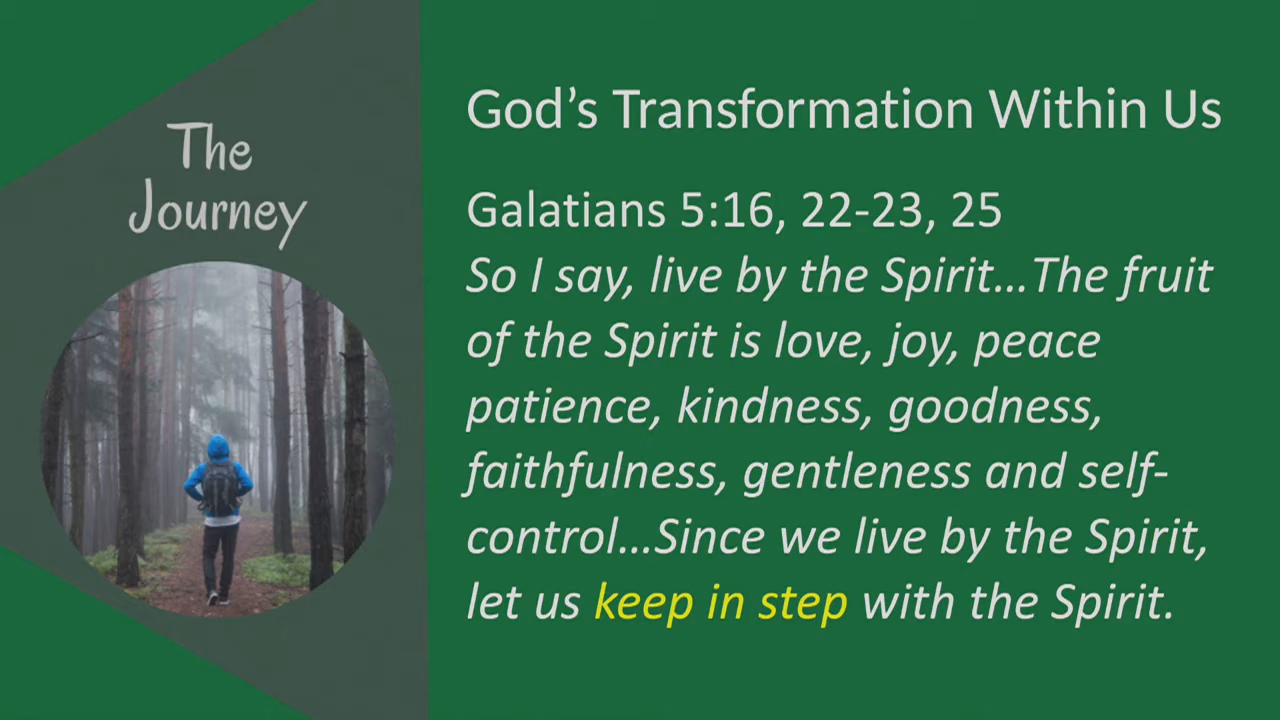 The
Journey
God’s Transformation Within Us
Galatians 5:16, 22-23, 25
So I say, live by the Spirit...The fruit
of the Spirit is love, joy, peace
patience, kindness, goodness,
faithfulness, gentleness and self-
control...Since we live by the Spirit,
let us keep in step with the Spirit.